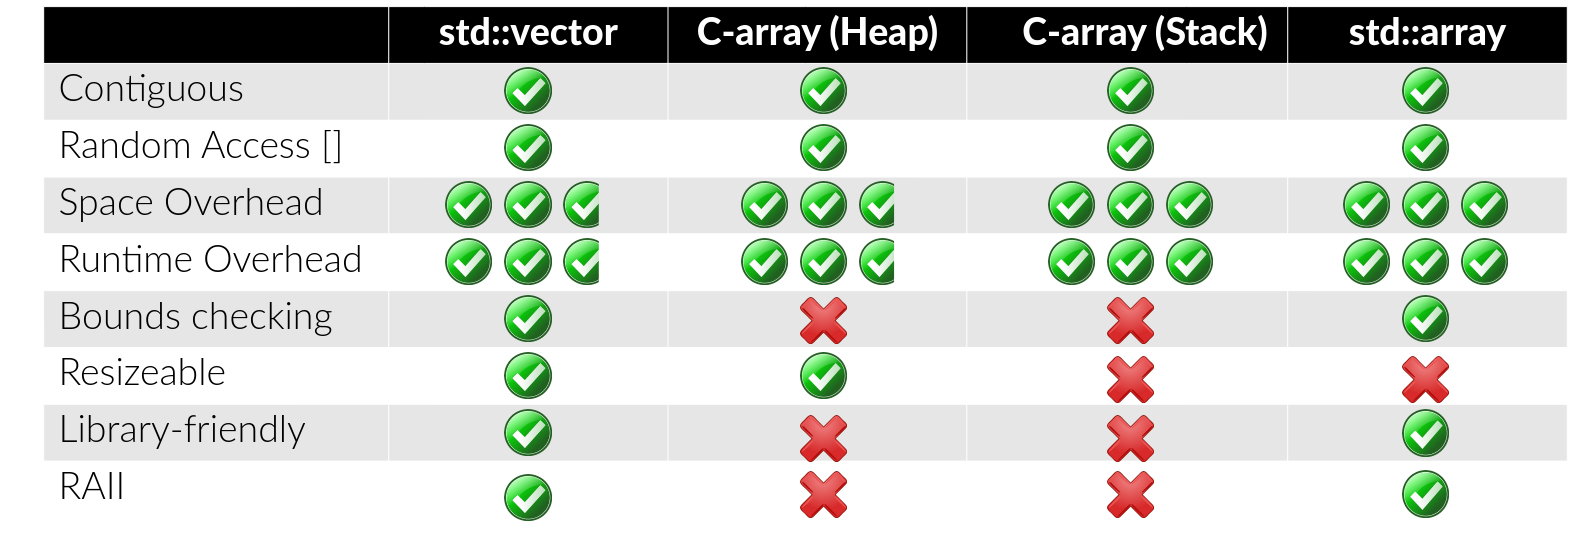 std::vector C-array (Heap) C-array (Stack) std::array
Contiguous
Random Access []
Space Overhead
Runtime Overhead
Bounds checking
Resizeable
Library-friendly
RAII